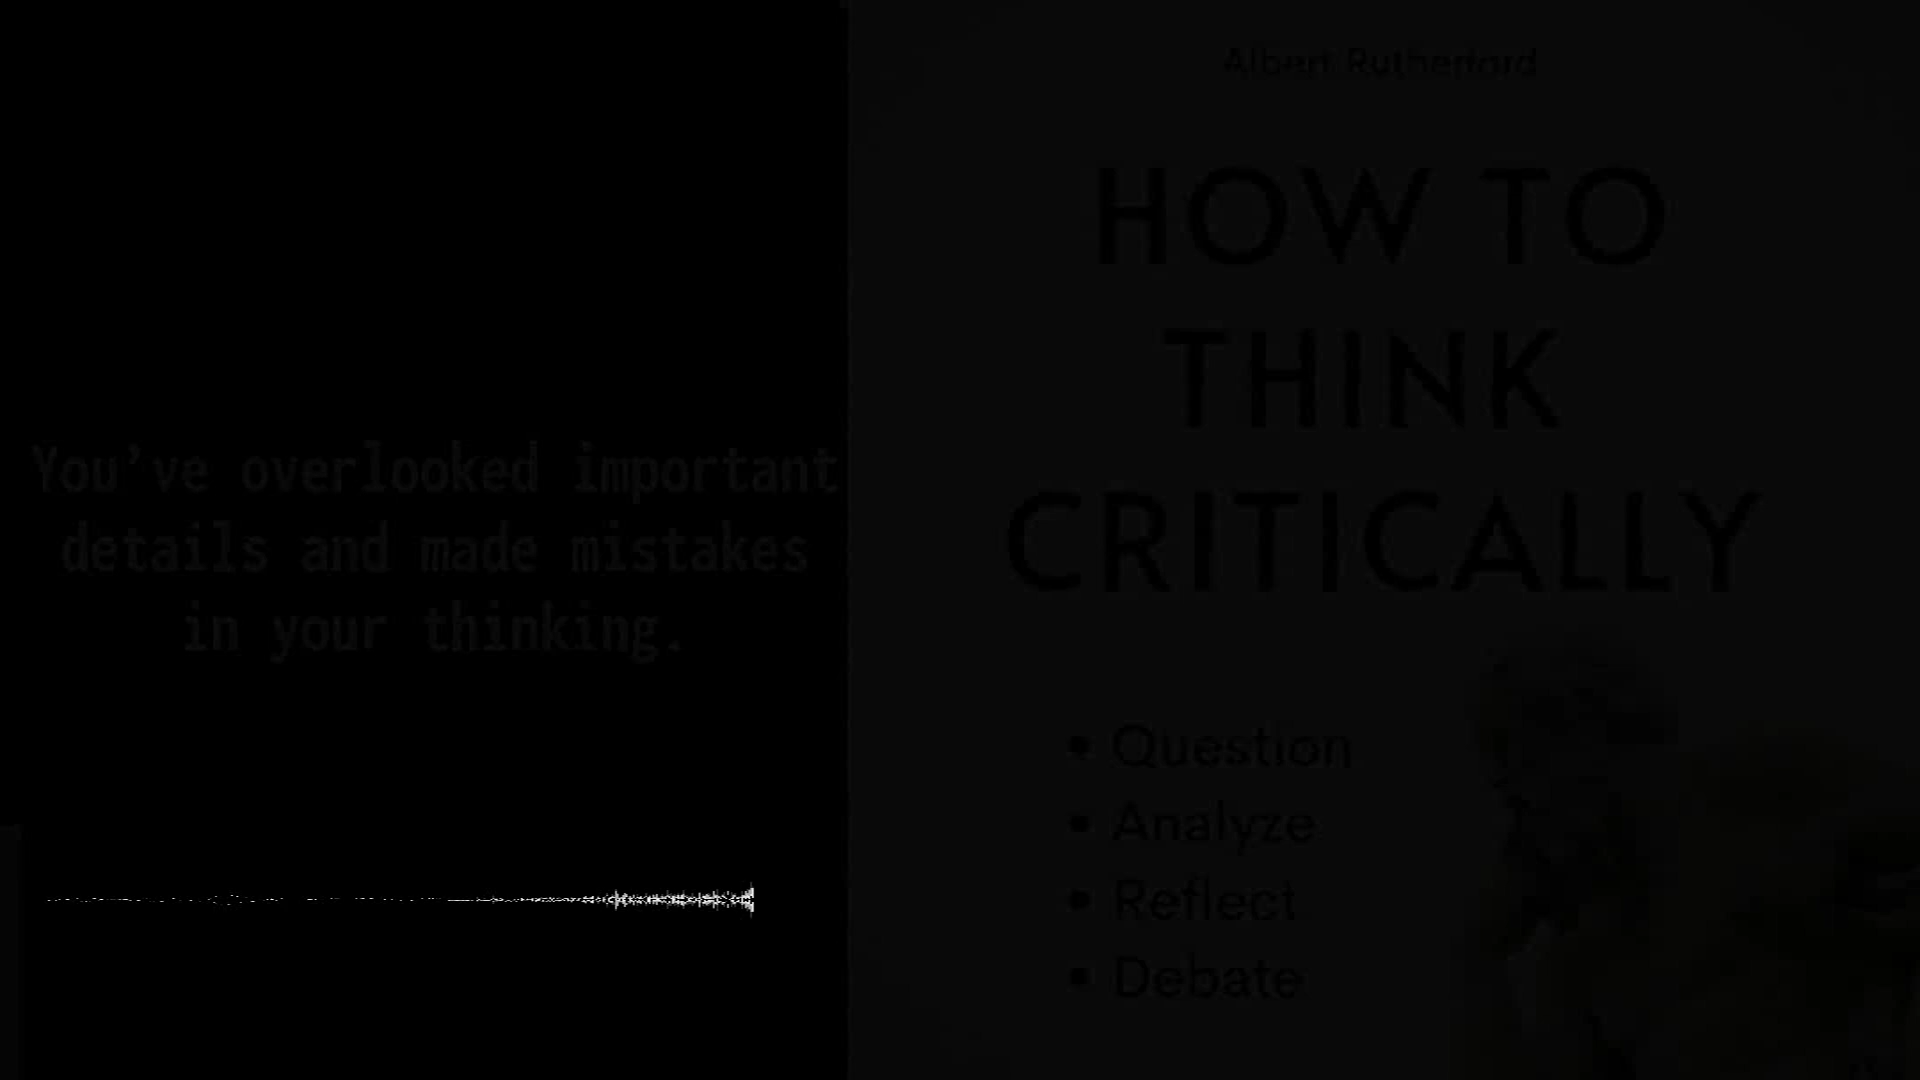 You've overlooked important
details and made mistakes
in your thinking.
Albert Rutherford
HOW TO
THINK
CRITICALLY
• Question
• Analyze
• Reflect
• Debate